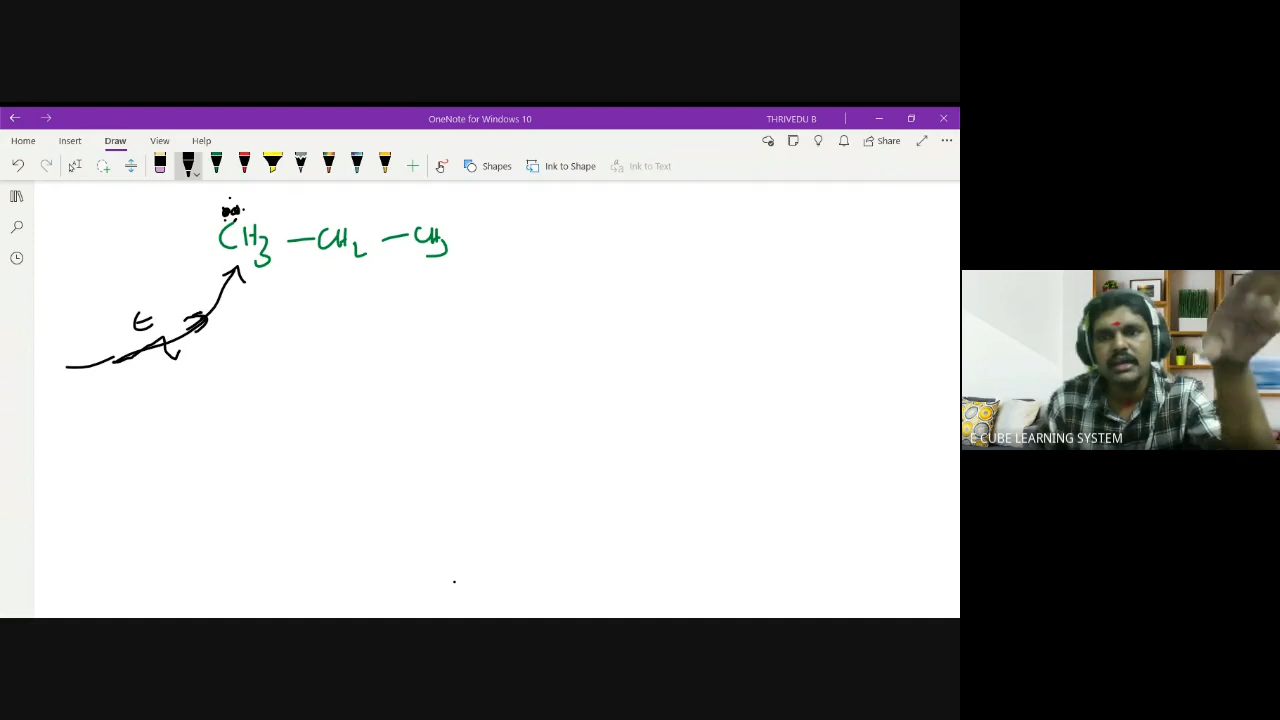 OneNote for Windows 10
THRIVEDU B
Home Insert Draw View Help
Share
Shapes Ink to Shape Ink to Text
CH3 — CH2 — CH3
E
E CUBE LEARNING SYSTEM